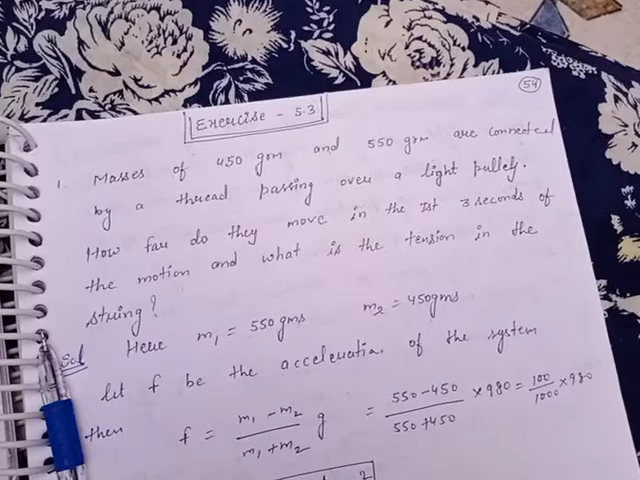 54
Exercise - 5.3
1. Masses of 450 grm and 550 grm are connected
by a thread passing over a light pulley.
How far do they move in the Ist 3 seconds of
the motion and what is the tension in the
string?
Sol Here m₁ = 550 gms m₂ = 450gms
let f be the acceleration of the system
then f = (m₁ - m₂)/(m₁ + m₂) g = (550-450)/(550+450) × 980 = 100/1000 × 980